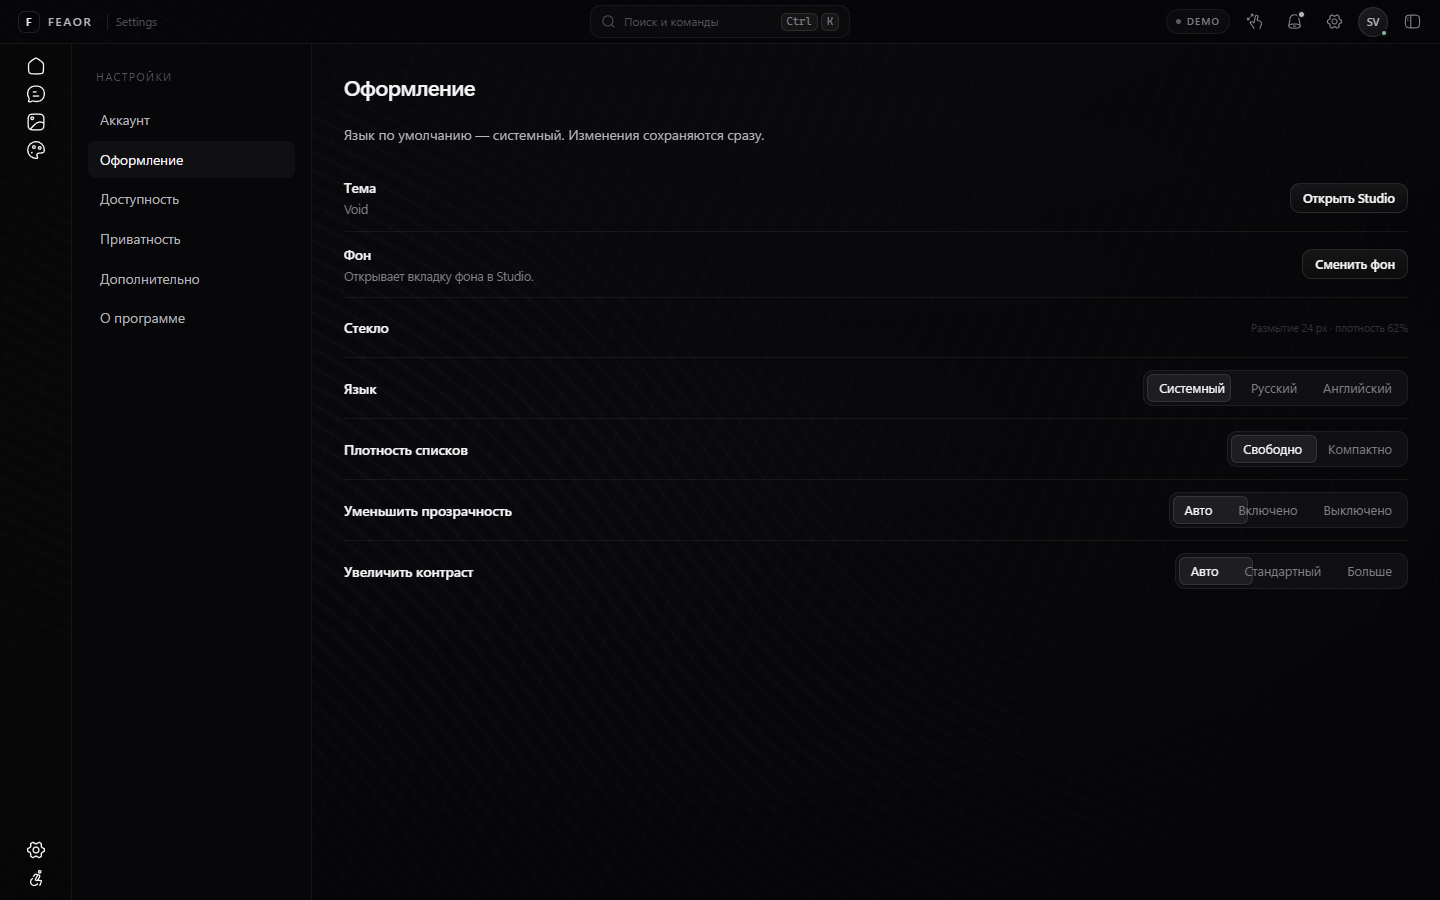 F FEAOR Settings
Поиск и команды Ctrl K
DEMO
SV
НАСТРОЙКИ
Аккаунт
Оформление
Доступность
Приватность
Дополнительно
О программе
Оформление
Язык по умолчанию — системный. Изменения сохраняются сразу.
Тема
Void
Открыть Studio
Фон
Открывает вкладку фона в Studio.
Сменить фон
Стекло
Размытие 24 px · плотность 62%
Язык
Системный Русский Английский
Плотность списков
Свободно Компактно
Уменьшить прозрачность
Авто Включено Выключено
Увеличить контраст
Авто Стандартный Больше